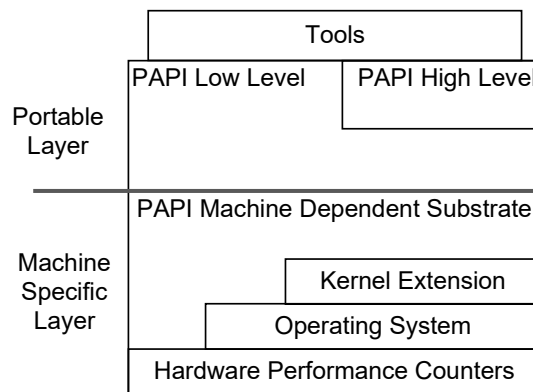 Tools
PAPI Low Level
PAPI High Level
Portable
Layer
PAPI Machine Dependent Substrate
Machine
Specific
Layer
Kernel Extension
Operating System
Hardware Performance Counters